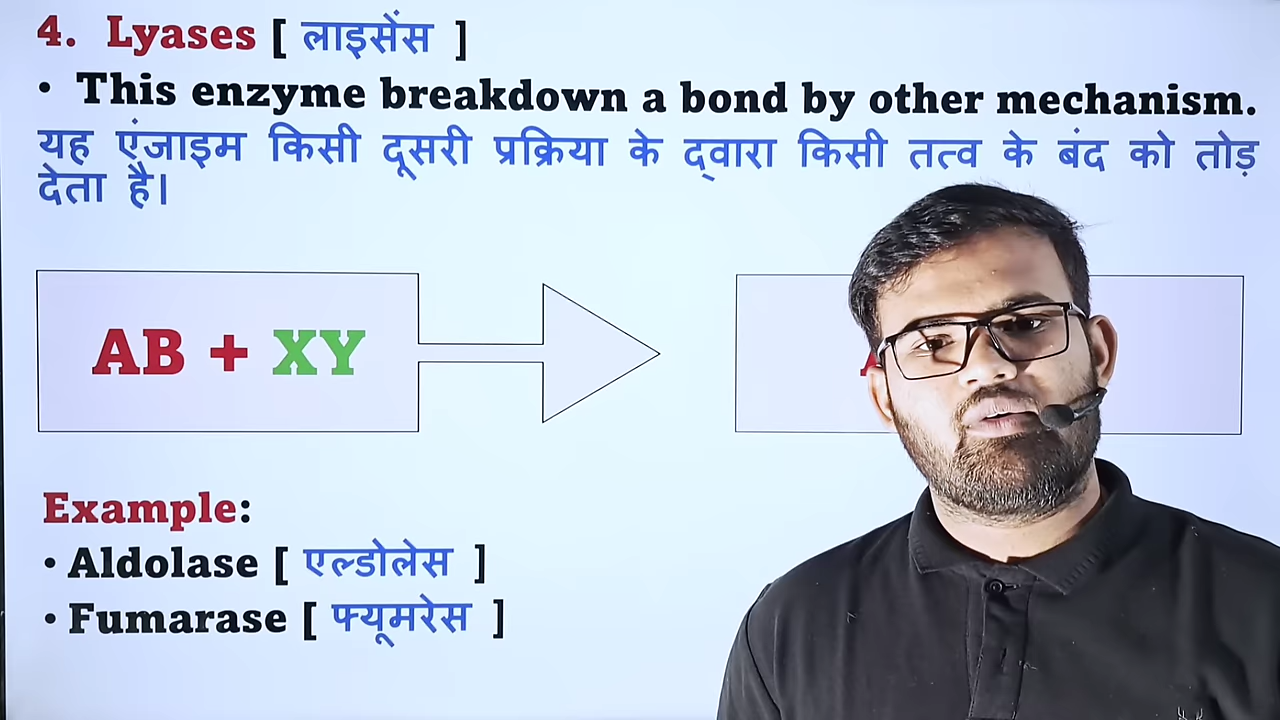 4. Lyases [ लाइसेंस ]
• This enzyme breakdown a bond by other mechanism.
यह एंजाइम किसी दूसरी प्रक्रिया के द्वारा किसी तत्व के बंद को तोड़
देता है।
AB + XY
Example:
• Aldolase [ एल्डोलेस ]
• Fumarase [ फ्यूमरेस ]